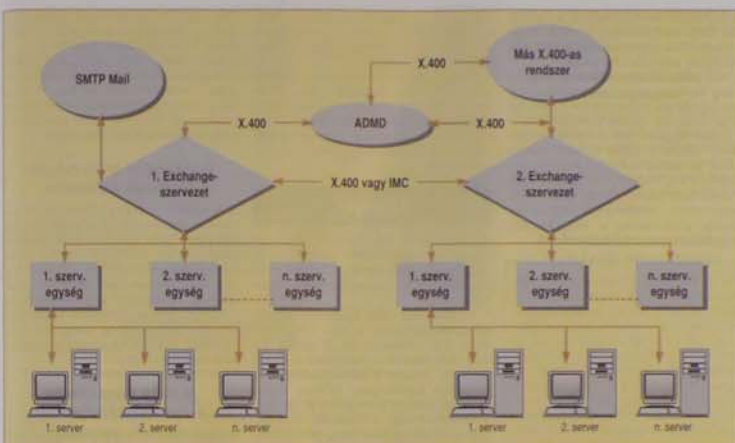 X.400
Más X.400-as
rendszer
SMTP Mail
X.400
ADMD
X.400
1. Exchange-
szervezet
X.400 vagy IMC
2. Exchange-
szervezet
1. szerv.
egység
2. szerv.
egység
n. szerv.
egység
1. szerv.
egység
2. szerv.
egység
n. szerv.
egység
1. server
2. server
n. server
1. server
2. server
n. server